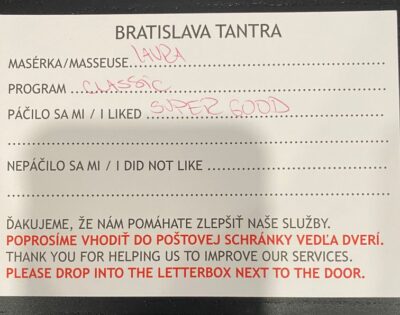 BRATISLAVA TANTRA
MASÉRKA/MASSEUSE LAURA
PROGRAM CLASSIC
PÁČILO SA MI / I LIKED SUPER GOOD
NEPÁČILO SA MI / I DID NOT LIKE
ĎAKUJEME, ŽE NÁM POMÁHATE ZLEPŠIŤ NAŠE SLUŽBY.
POPROSÍME VHODIŤ DO POŠTOVEJ SCHRÁNKY VEDĽA DVERÍ.
THANK YOU FOR HELPING US TO IMPROVE OUR SERVICES.
PLEASE DROP INTO THE LETTERBOX NEXT TO THE DOOR.